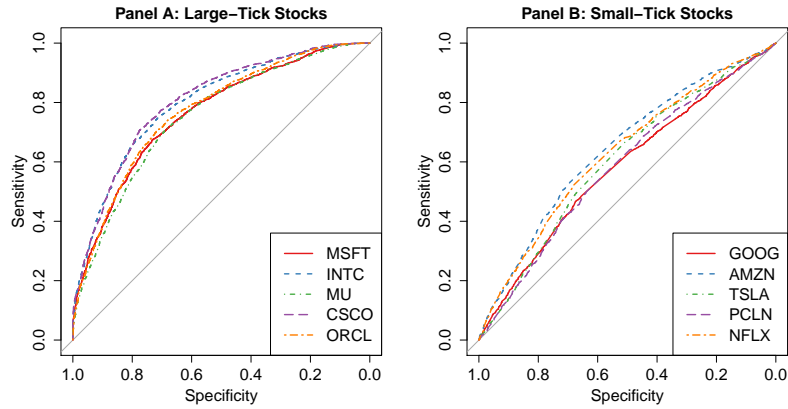 Panel A: Large−Tick Stocks
Sensitivity
1.0
0.8
0.6
0.4
0.2
0.0
MSFT
INTC
MU
CSCO
ORCL
1.0 0.8 0.6 0.4 0.2 0.0
Specificity
Panel B: Small−Tick Stocks
Sensitivity
1.0
0.8
0.6
0.4
0.2
0.0
GOOG
AMZN
TSLA
PCLN
NFLX
1.0 0.8 0.6 0.4 0.2 0.0
Specificity